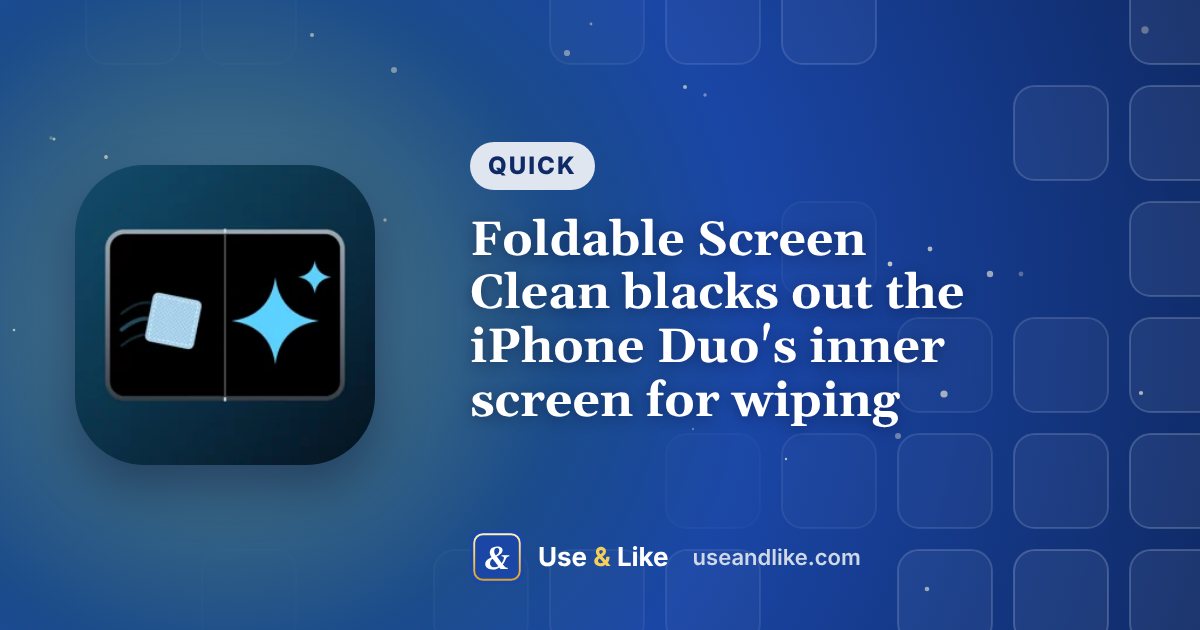 QUICK
Foldable Screen
Clean blacks out the
iPhone Duo's inner
screen for wiping
& Use & Like useandlike.com